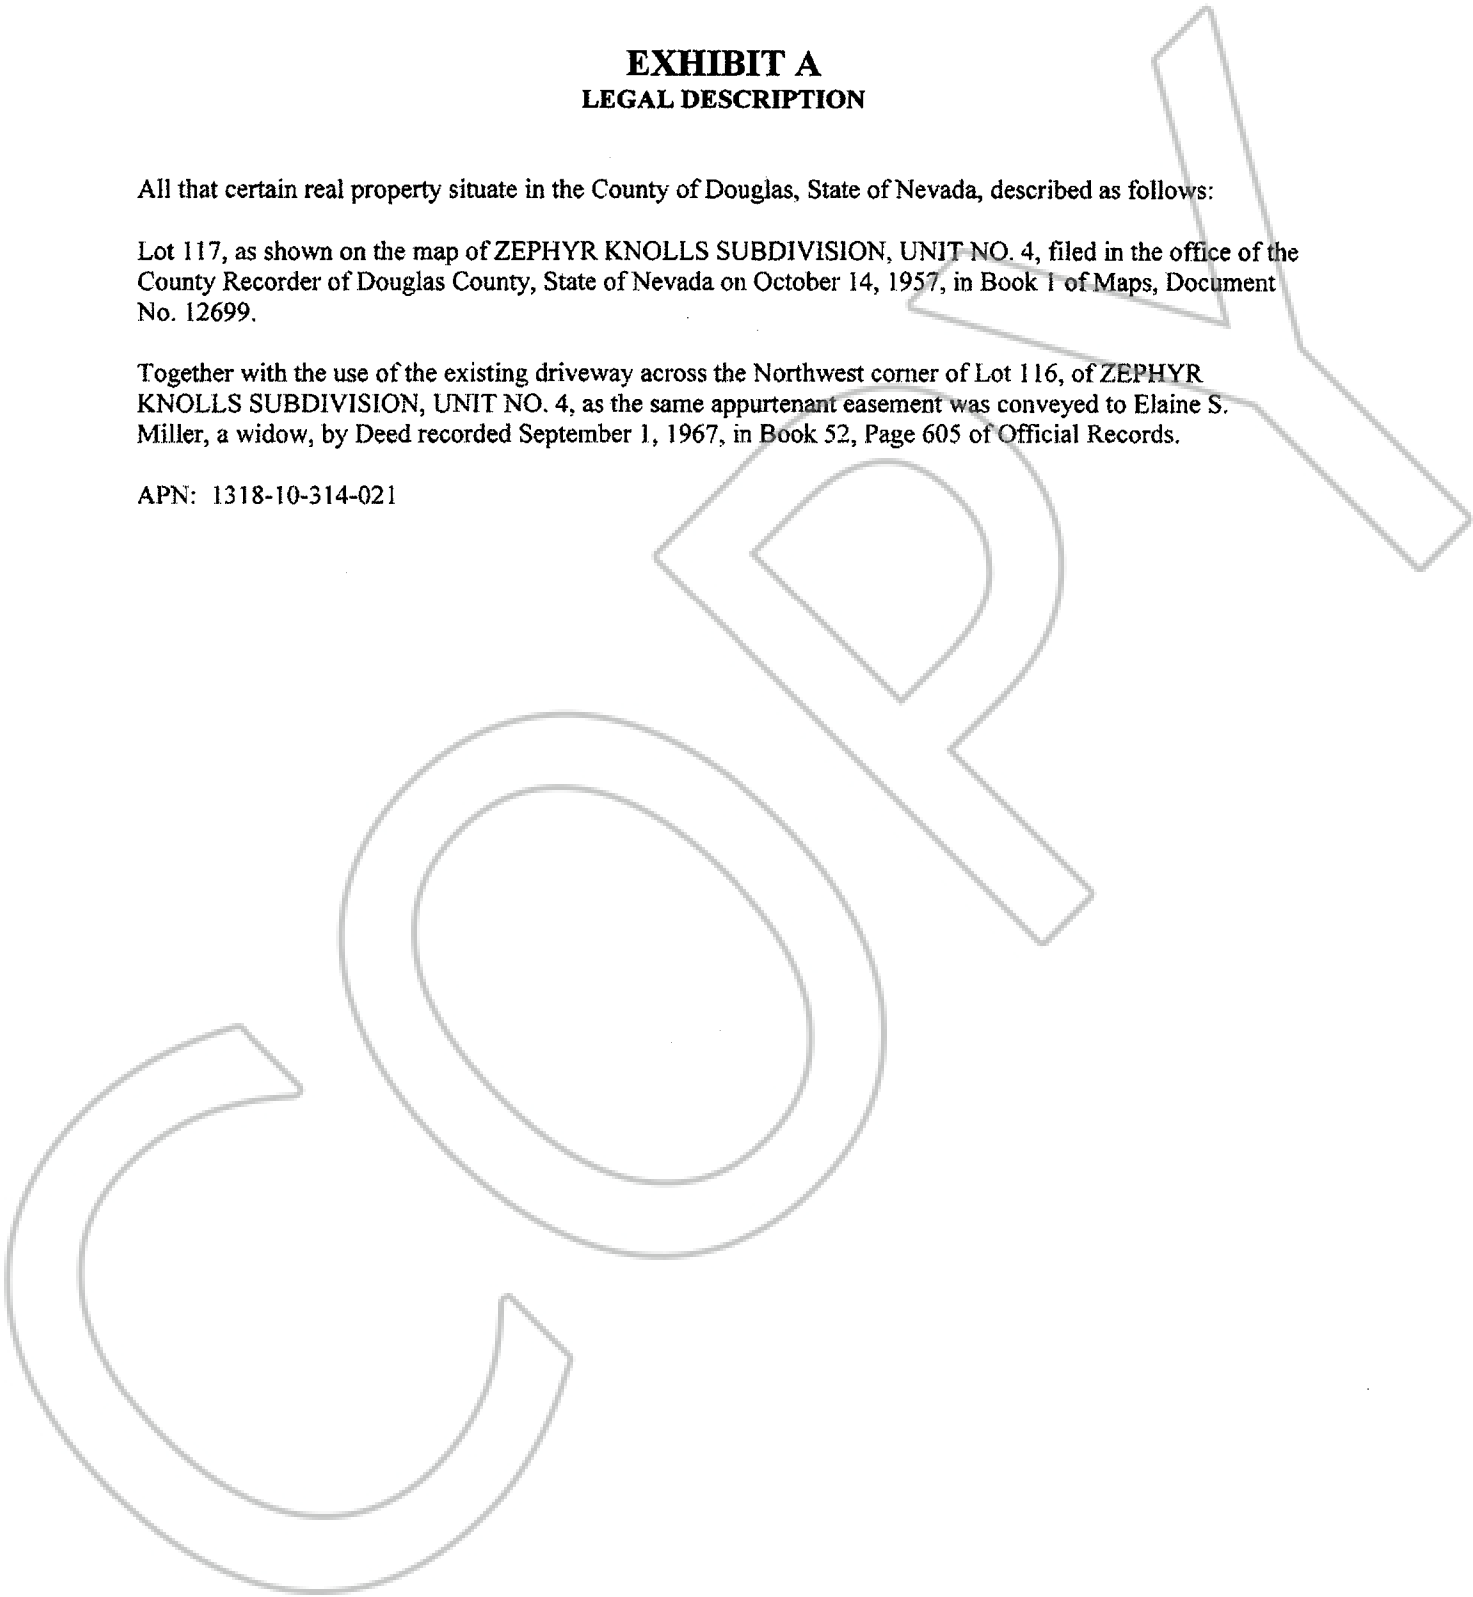 EXHIBIT A
LEGAL DESCRIPTION
All that certain real property situate in the County of Douglas, State of Nevada, described as follows:
Lot 117, as shown on the map of ZEPHYR KNOLLS SUBDIVISION, UNIT NO. 4, filed in the office of the
County Recorder of Douglas County, State of Nevada on October 14, 1957, in Book 1 of Maps, Document
No. 12699.
Together with the use of the existing driveway across the Northwest corner of Lot 116, of ZEPHYR
KNOLLS SUBDIVISION, UNIT NO. 4, as the same appurtenant easement was conveyed to Elaine S.
Miller, a widow, by Deed recorded September 1, 1967, in Book 52, Page 605 of Official Records.
APN: 1318-10-314-021
COPY